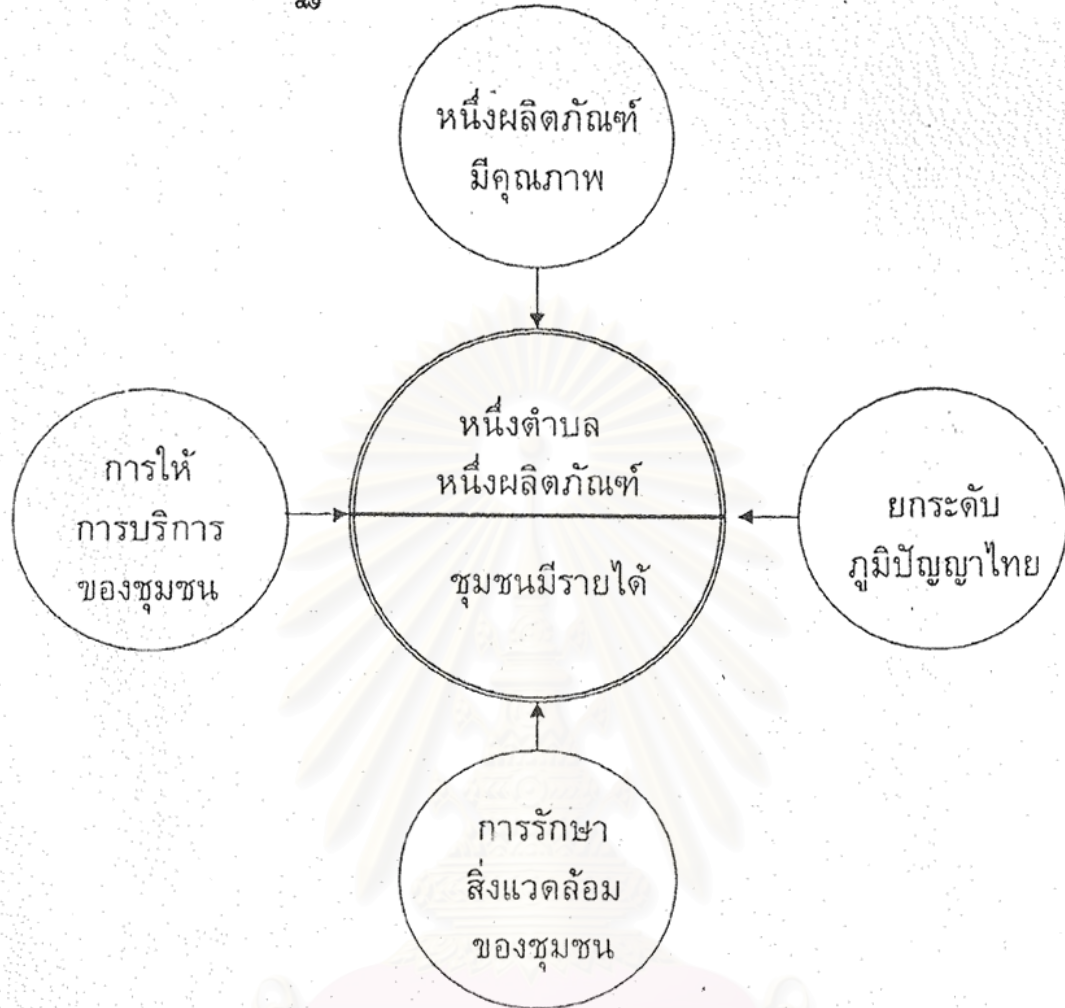 หนึ่งผลิตภัณฑ์
มีคุณภาพ
หนึ่งตำบล
หนึ่งผลิตภัณฑ์
ชุมชนมีรายได้
การให้
การบริการ
ของชุมชน
ยกระดับ
ภูมิปัญญาไทย
การรักษา
สิ่งแวดล้อม
ของชุมชน